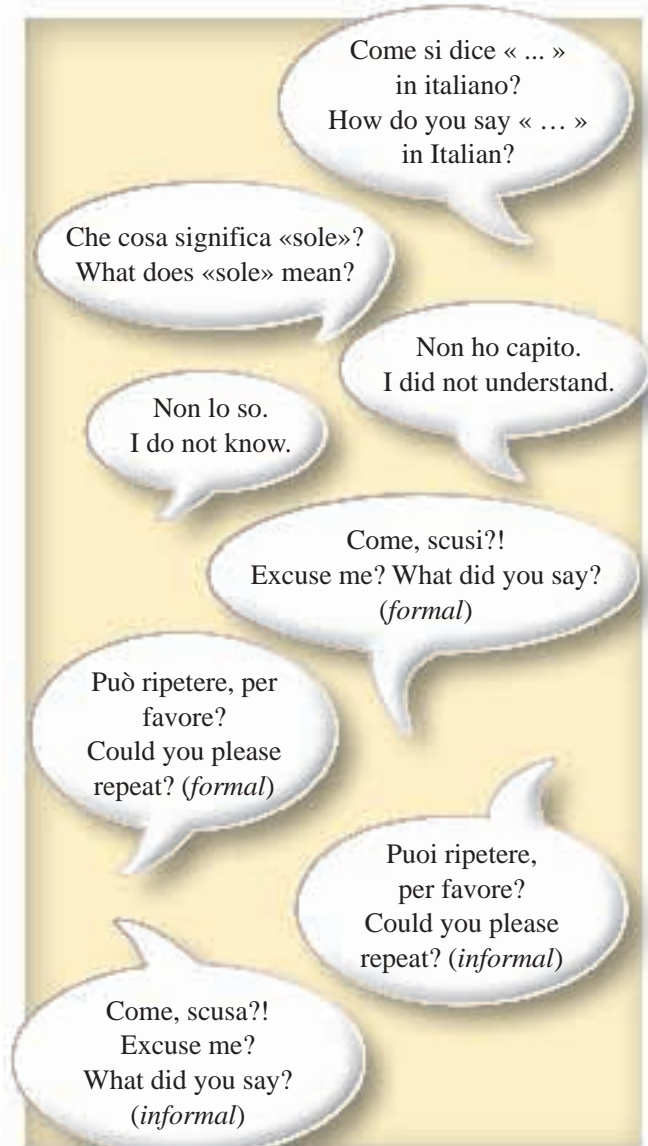 Come si dice « ... »
in italiano?
How do you say « … »
in Italian?
Che cosa significa «sole»?
What does «sole» mean?
Non ho capito.
I did not understand.
Non lo so.
I do not know.
Come, scusi?!
Excuse me? What did you say?
(formal)
Può ripetere, per
favore?
Could you please
repeat? (formal)
Puoi ripetere,
per favore?
Could you please
repeat? (informal)
Come, scusa?!
Excuse me?
What did you say?
(informal)